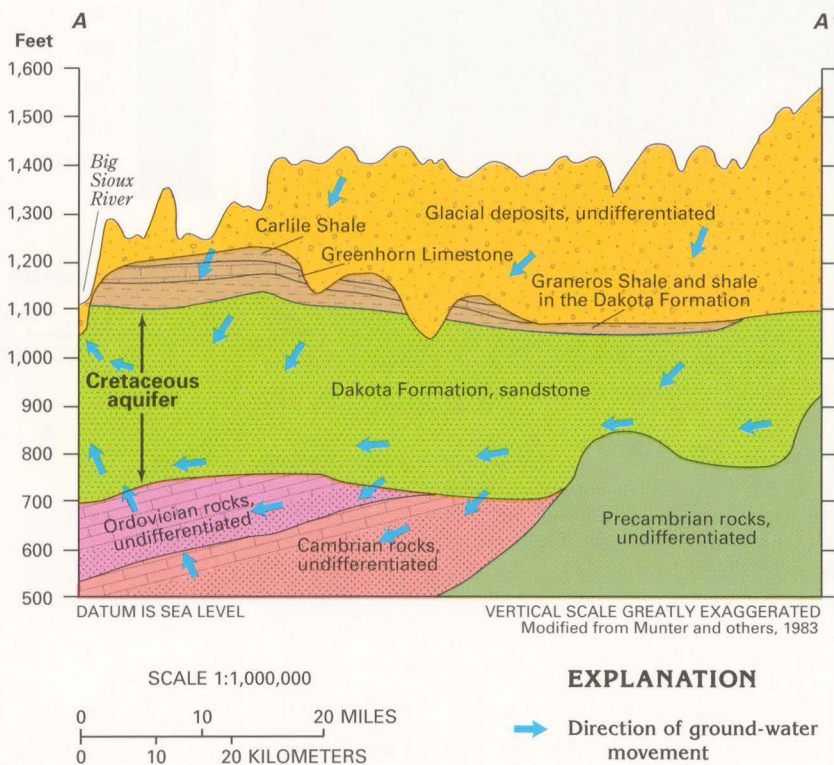 A
A'
Feet
1,600
1,500
1,400
1,300
1,200
1,100
1,000
900
800
700
600
500
Big
Sioux
River
Carlile Shale
Greenhorn Limestone
Glacial deposits, undifferentiated
Graneros Shale and shale
in the Dakota Formation
Cretaceous
aquifer
Dakota Formation, sandstone
Ordovician rocks,
undifferentiated
Cambrian rocks,
undifferentiated
Precambrian rocks,
undifferentiated
DATUM IS SEA LEVEL
VERTICAL SCALE GREATLY EXAGGERATED
Modified from Munter and others, 1983
SCALE 1:1,000,000
0 10 20 MILES
0 10 20 KILOMETERS
EXPLANATION
Direction of ground-water
movement